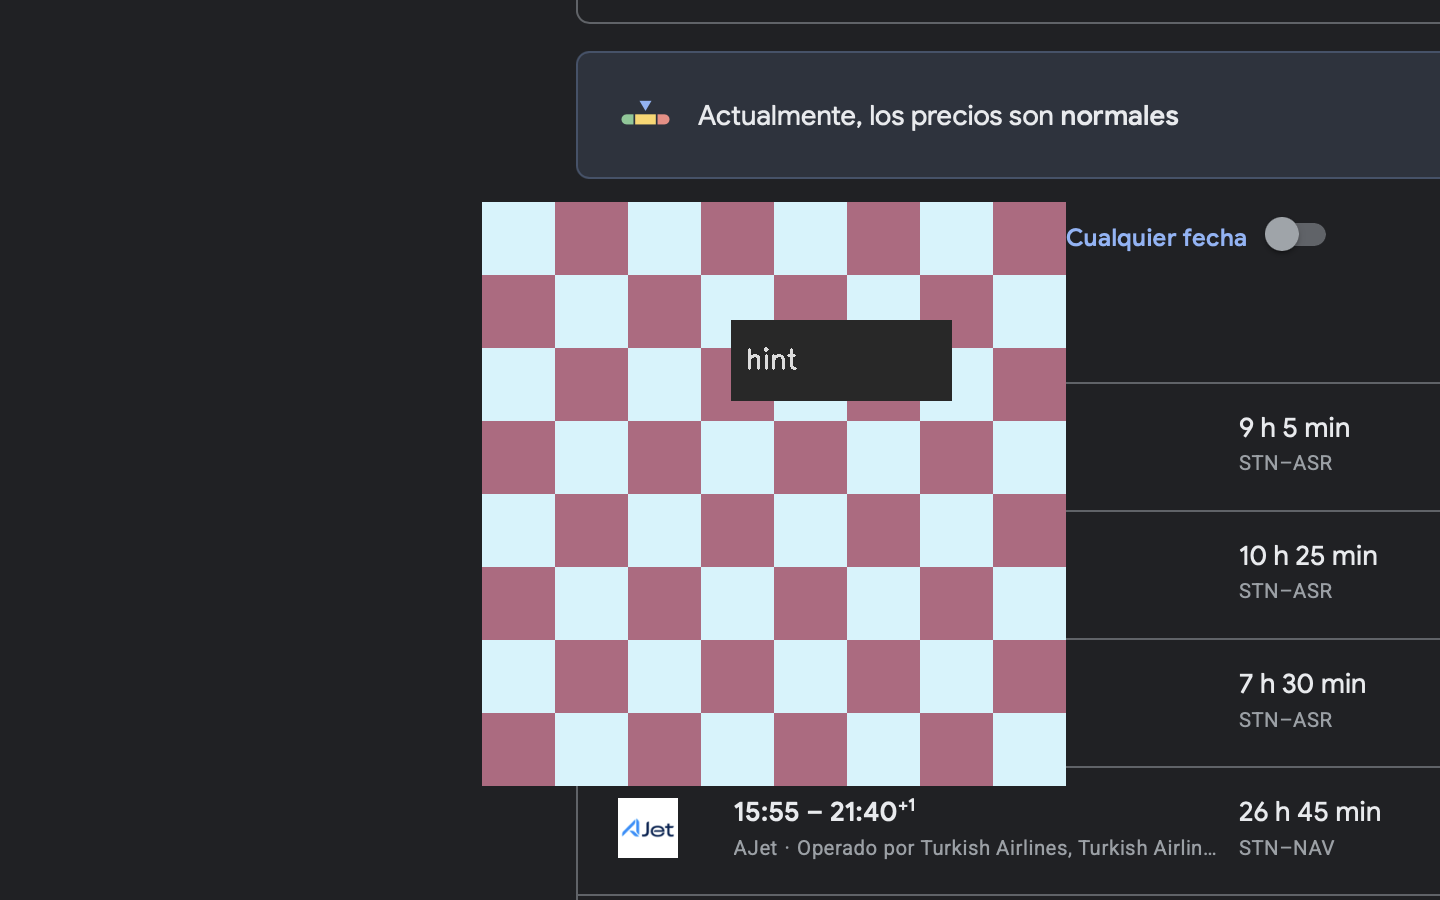 Actualmente, los precios son normales
Cualquier fecha
hint
9 h 5 min
STN–ASR
10 h 25 min
STN–ASR
7 h 30 min
STN–ASR
AJet
15:55 – 21:40+1
26 h 45 min
AJet · Operado por Turkish Airlines, Turkish Airlin...
STN–NAV